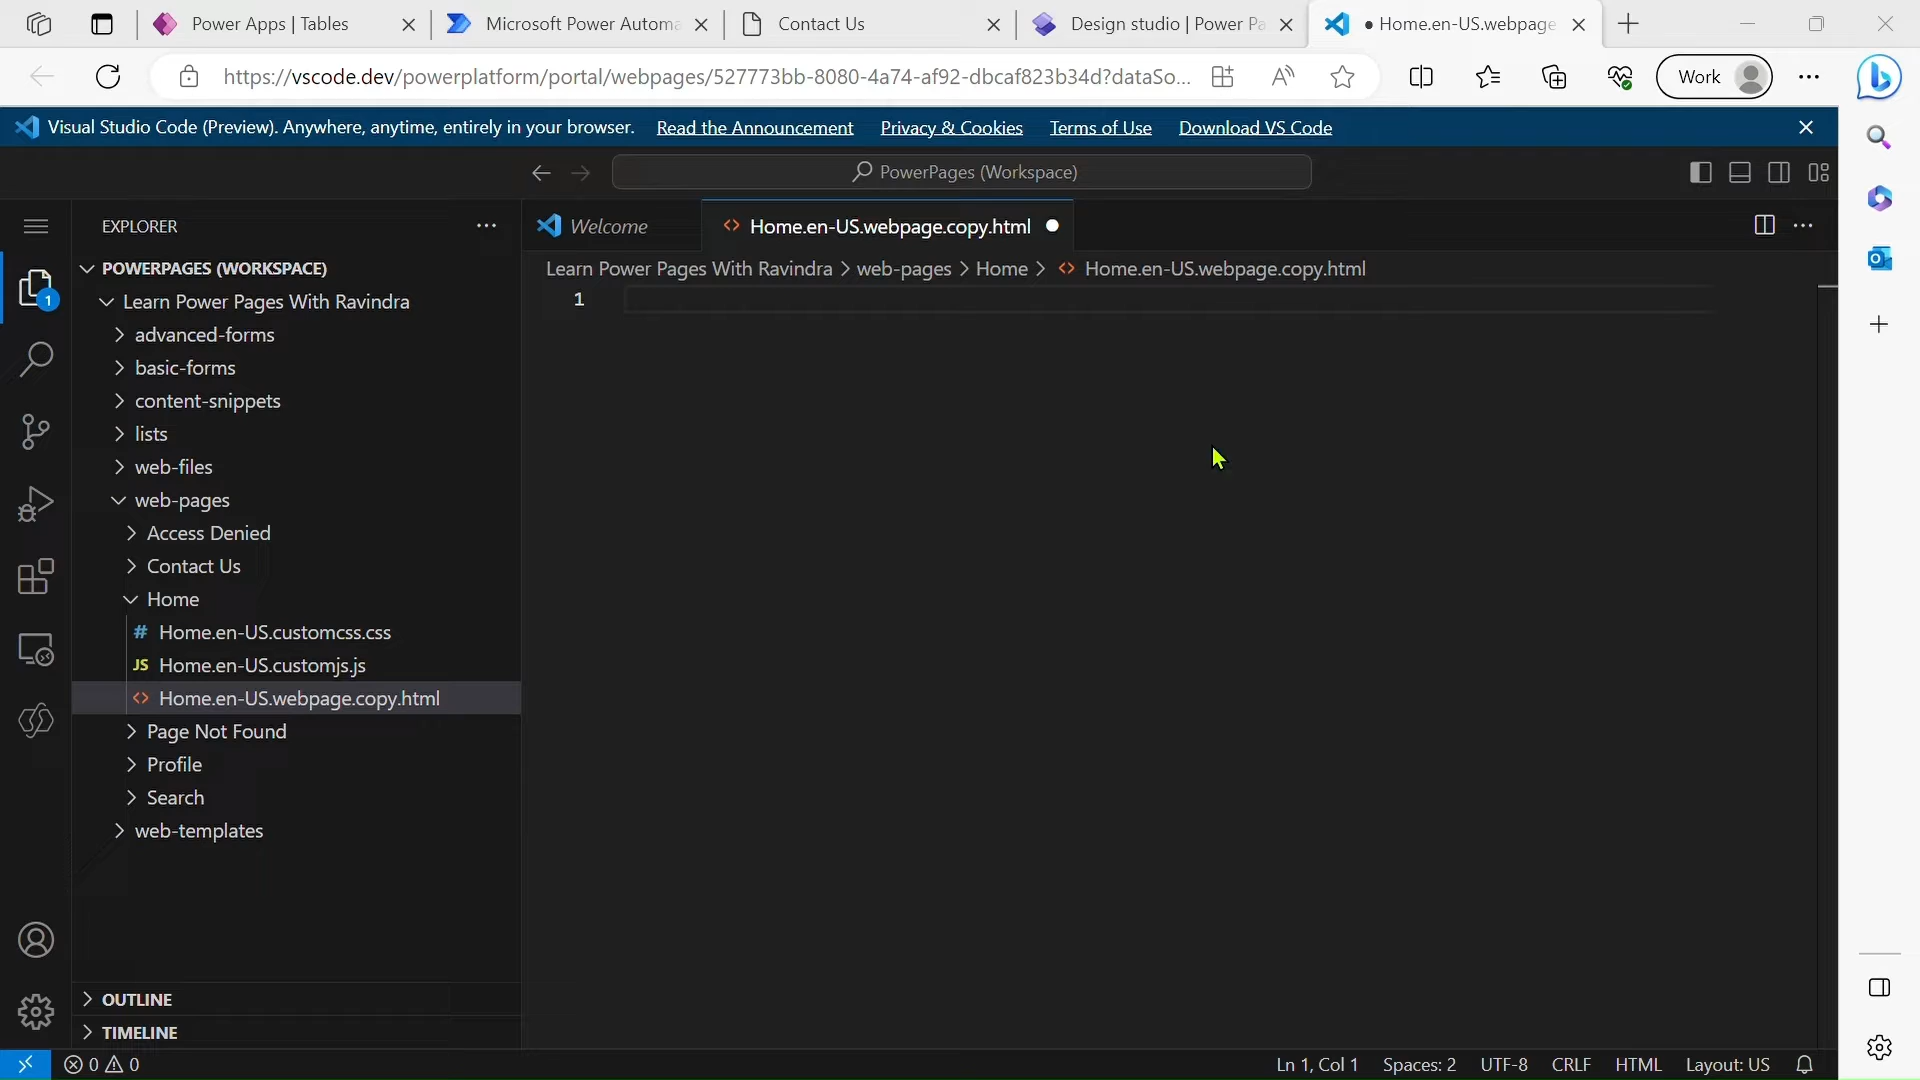 Power Apps | Tables
Microsoft Power Automa
Contact Us
Design studio | Power Pa
● Home.en-US.webpage
https://vscode.dev/powerplatform/portal/webpages/527773bb-8080-4a74-af92-dbcaf823b34d?dataSo...
Work
Visual Studio Code (Preview). Anywhere, anytime, entirely in your browser. Read the Announcement Privacy & Cookies Terms of Use Download VS Code
PowerPages (Workspace)
EXPLORER
Welcome
Home.en-US.webpage.copy.html
POWERPAGES (WORKSPACE)
Learn Power Pages With Ravindra > web-pages > Home > Home.en-US.webpage.copy.html
1
1
Learn Power Pages With Ravindra
advanced-forms
basic-forms
content-snippets
lists
web-files
web-pages
Access Denied
Contact Us
Home
# Home.en-US.customcss.css
JS Home.en-US.customjs.js
<> Home.en-US.webpage.copy.html
Page Not Found
Profile
Search
web-templates
OUTLINE
TIMELINE
0 0
Ln 1, Col 1 Spaces: 2 UTF-8 CRLF HTML Layout: US